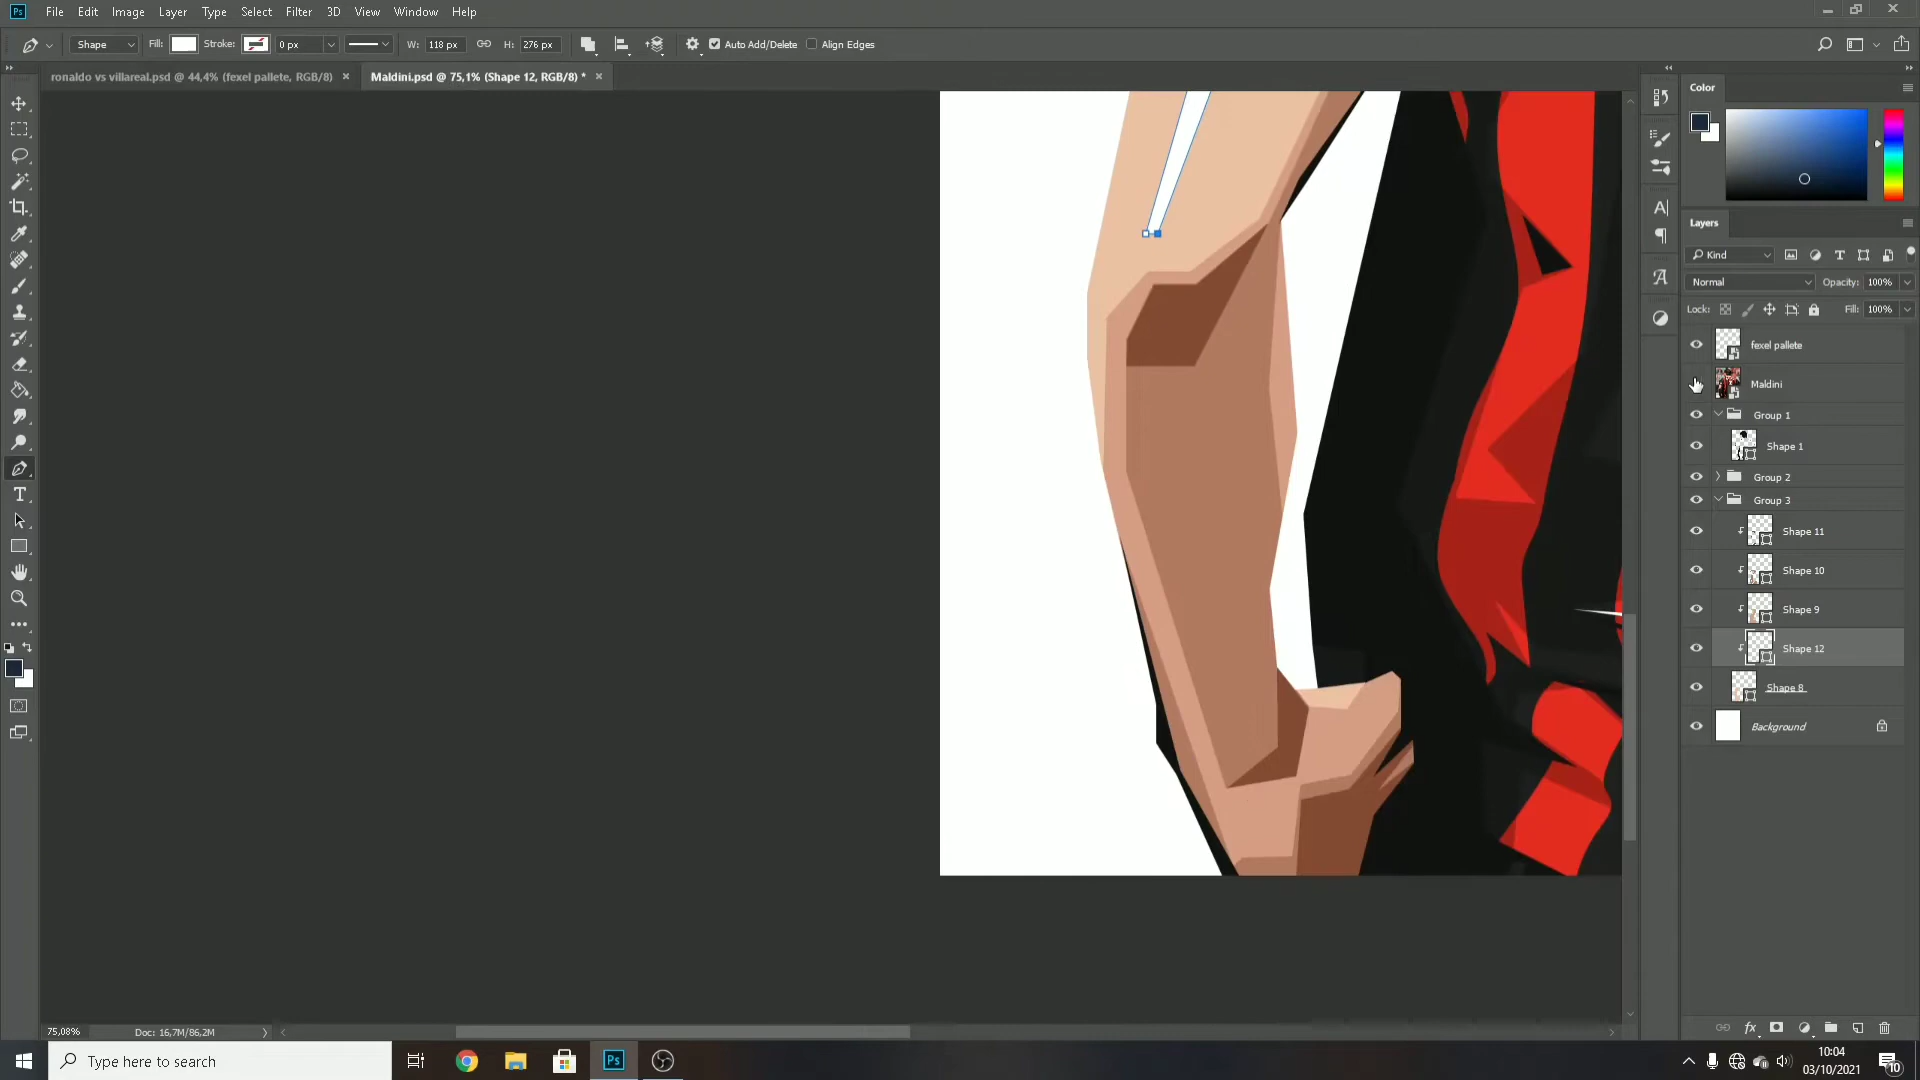 Ps File Edit Image Layer Type Select Filter 3D View Window Help
Shape Fill: Stroke: 0 px W: 118 px H: 276 px Auto Add/Delete Align Edges
ronaldo vs villareal.psd @ 44,4% (fexel pallete, RGB/8) × Maldini.psd @ 75,1% (Shape 12, RGB/8) * ×
Color
Layers
Kind
Normal Opacity: 100%
Lock: Fill: 100%
fexel pallete
Maldini
Group 1
Shape 1
Group 2
Group 3
Shape 11
Shape 10
Shape 9
Shape 12
Shape 8
Background
75,08% Doc: 16,7M/86,2M
Type here to search
Ps
10:04
03/10/2021
10